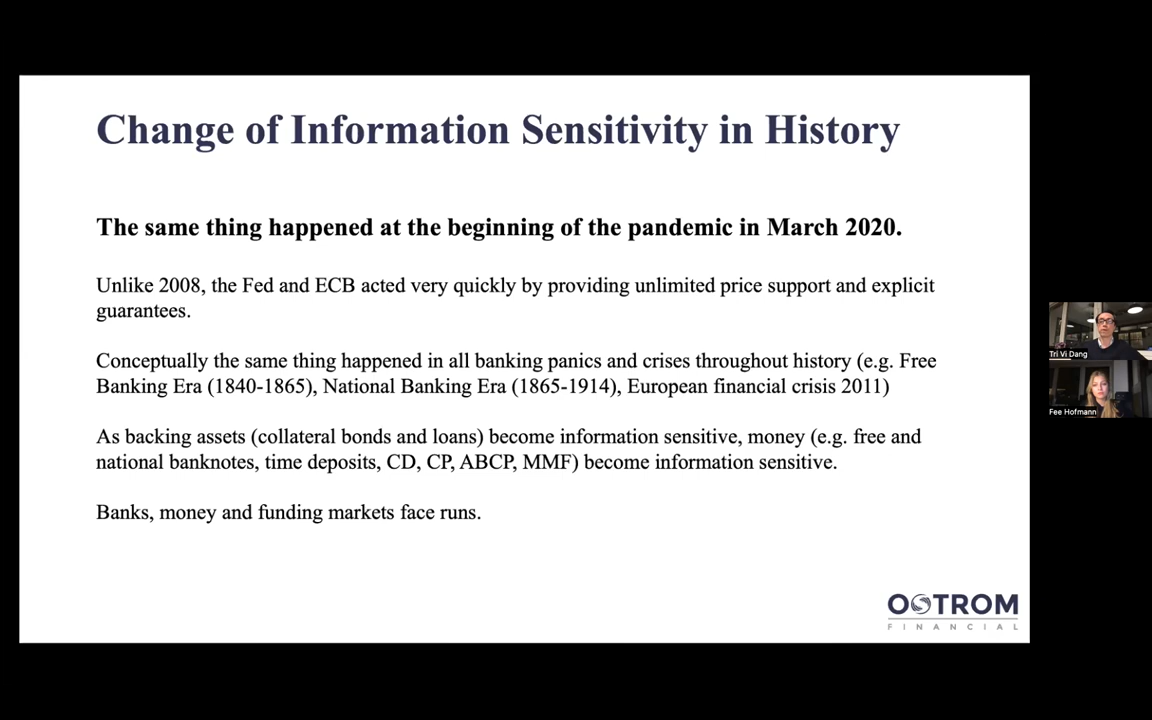 Change of Information Sensitivity in History
The same thing happened at the beginning of the pandemic in March 2020.
Unlike 2008, the Fed and ECB acted very quickly by providing unlimited price support and explicit
guarantees.
Conceptually the same thing happened in all banking panics and crises throughout history (e.g. Free
Banking Era (1840-1865), National Banking Era (1865-1914), European financial crisis 2011)
As backing assets (collateral bonds and loans) become information sensitive, money (e.g. free and
national banknotes, time deposits, CD, CP, ABCP, MMF) become information sensitive.
Banks, money and funding markets face runs.
OSTROM
FINANCIAL
Tri Vi Dang
Fee Hofmann